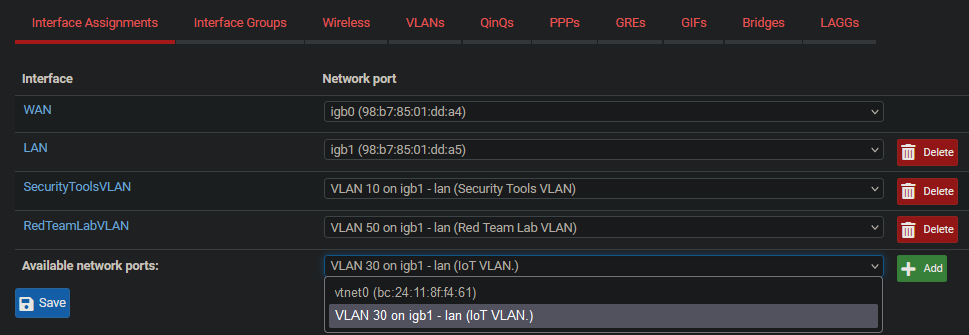 Interface Assignments Interface Groups Wireless VLANs QinQs PPPs GREs GIFs Bridges LAGGs
Interface Network port
WAN igb0 (98:b7:85:01:dd:a4)
LAN igb1 (98:b7:85:01:dd:a5) Delete
SecurityToolsVLAN VLAN 10 on igb1 - lan (Security Tools VLAN) Delete
RedTeamLabVLAN VLAN 50 on igb1 - lan (Red Team Lab VLAN) Delete
Available network ports: VLAN 30 on igb1 - lan (IoT VLAN.) Add
vtnet0 (bc:24:11:8f:f4:61)
Save VLAN 30 on igb1 - lan (IoT VLAN.)